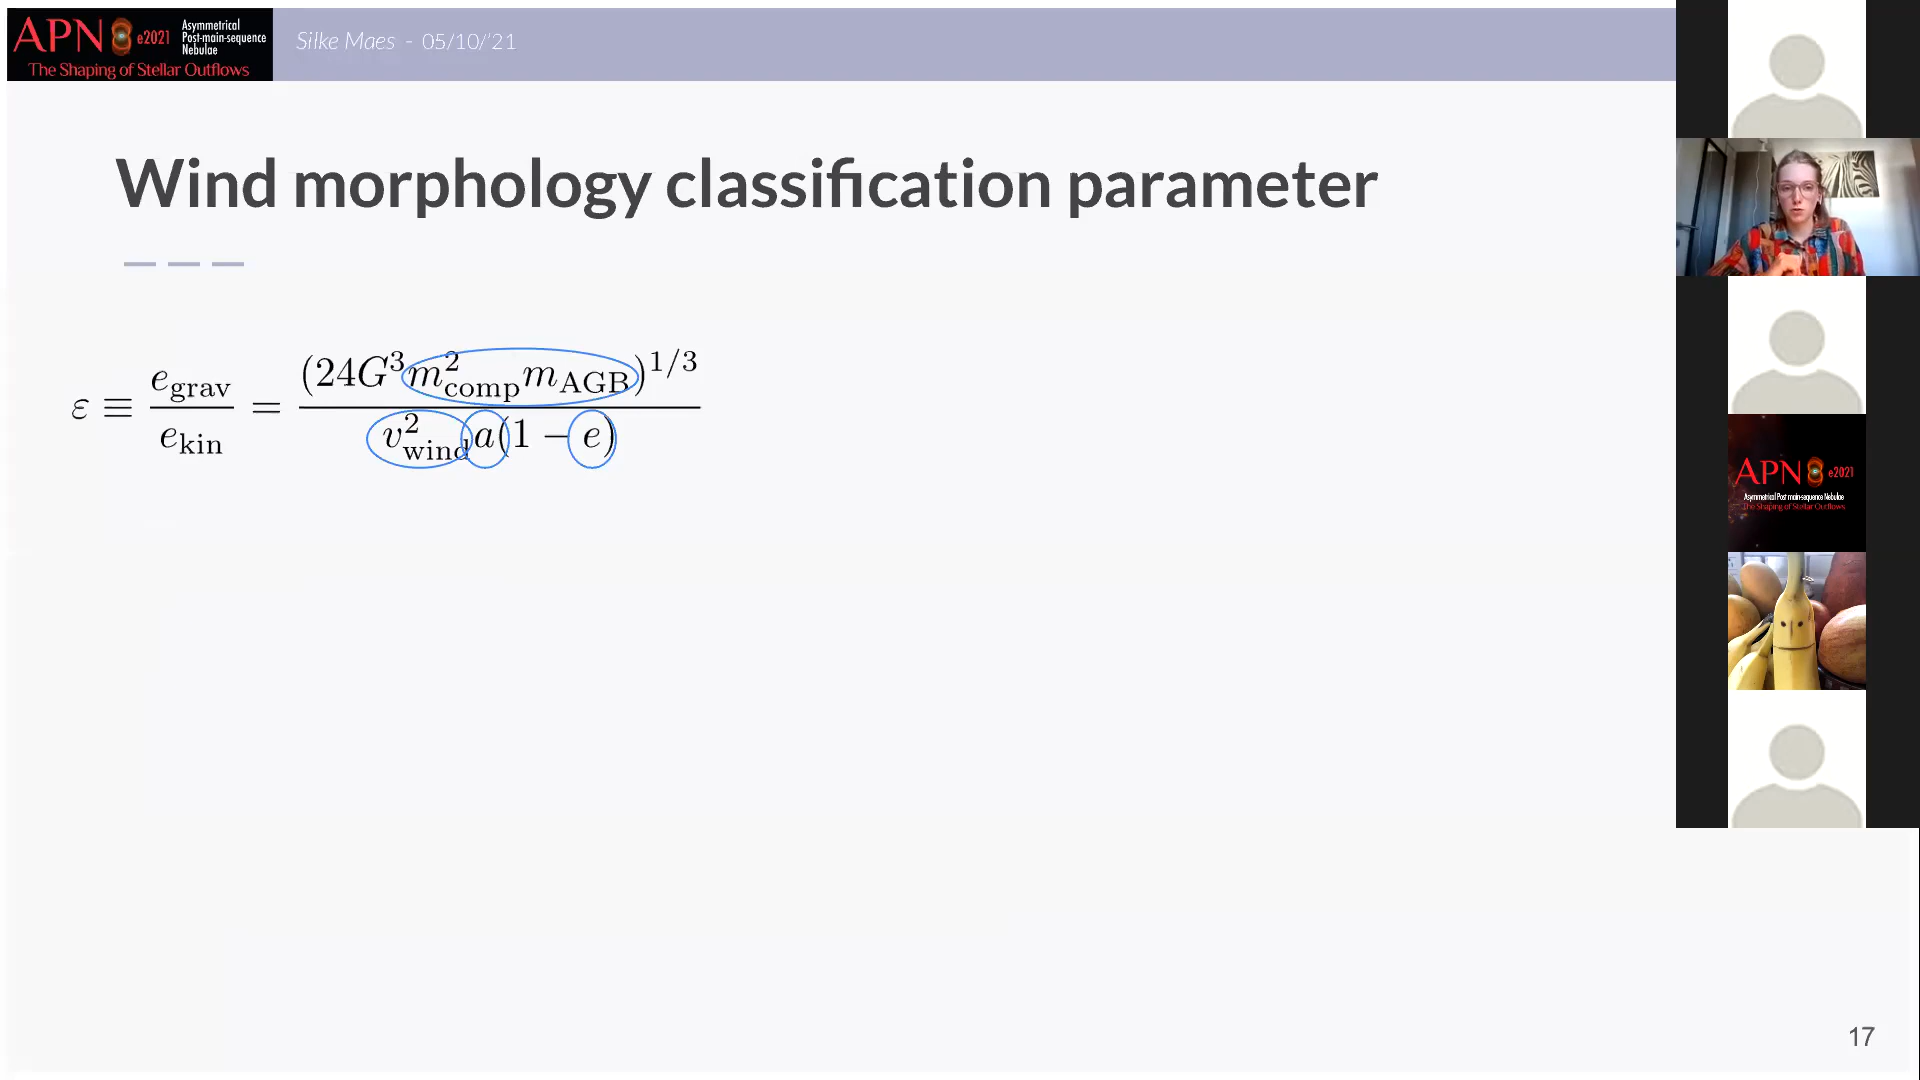 APN 8 e2021 Asymmetrical
Post-main-sequence
Nebulae
The Shaping of Stellar Outflows
Silke Maes - 05/10/'21
Wind morphology classification parameter
ε ≡ e_grav / e_kin = (24G³m²_comp m_AGB)^{1/3} / v²_wind a(1 − e)
APN 8 e2021
Asymmetrical Post main-sequence Nebulae
The Shaping of Stellar Outflows
17